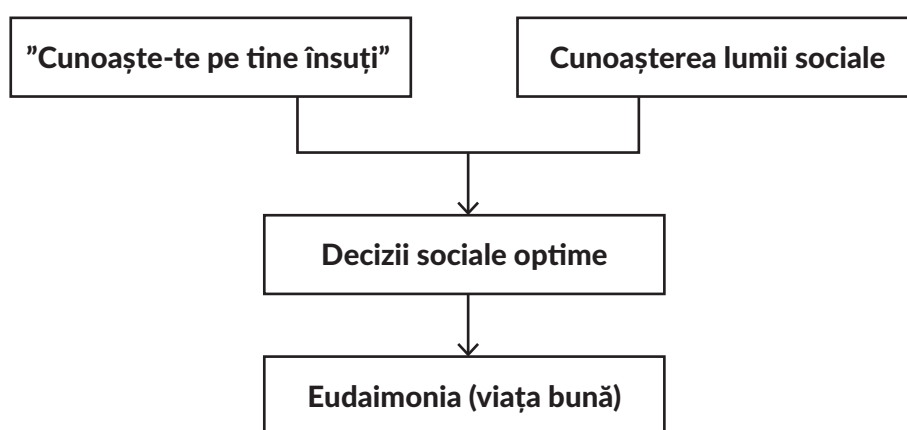 ”Cunoaște-te pe tine însuți”
Cunoașterea lumii sociale
Decizii sociale optime
Eudaimonia (viața bună)